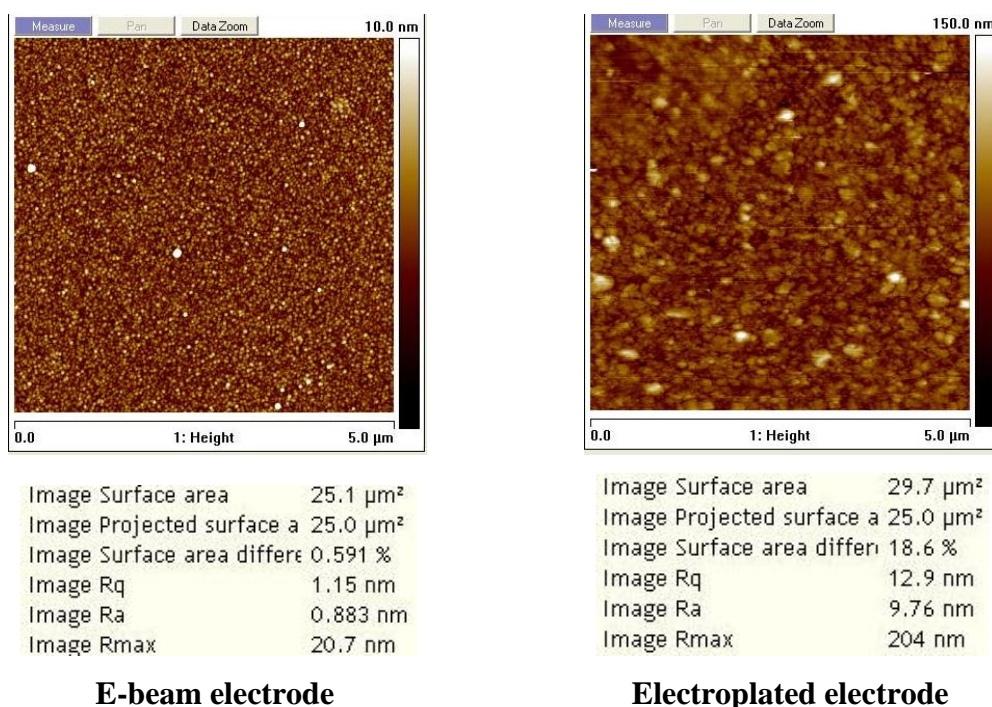 Measure Pan Data Zoom 10.0 nm
0.0 1: Height 5.0 µm
Image Surface area 25.1 µm²
Image Projected surface a 25.0 µm²
Image Surface area differe 0.591 %
Image Rq 1.15 nm
Image Ra 0.883 nm
Image Rmax 20.7 nm
E-beam electrode
Measure Pan Data Zoom 150.0 nm
0.0 1: Height 5.0 µm
Image Surface area 29.7 µm²
Image Projected surface a 25.0 µm²
Image Surface area differ 18.6 %
Image Rq 12.9 nm
Image Ra 9.76 nm
Image Rmax 204 nm
Electroplated electrode